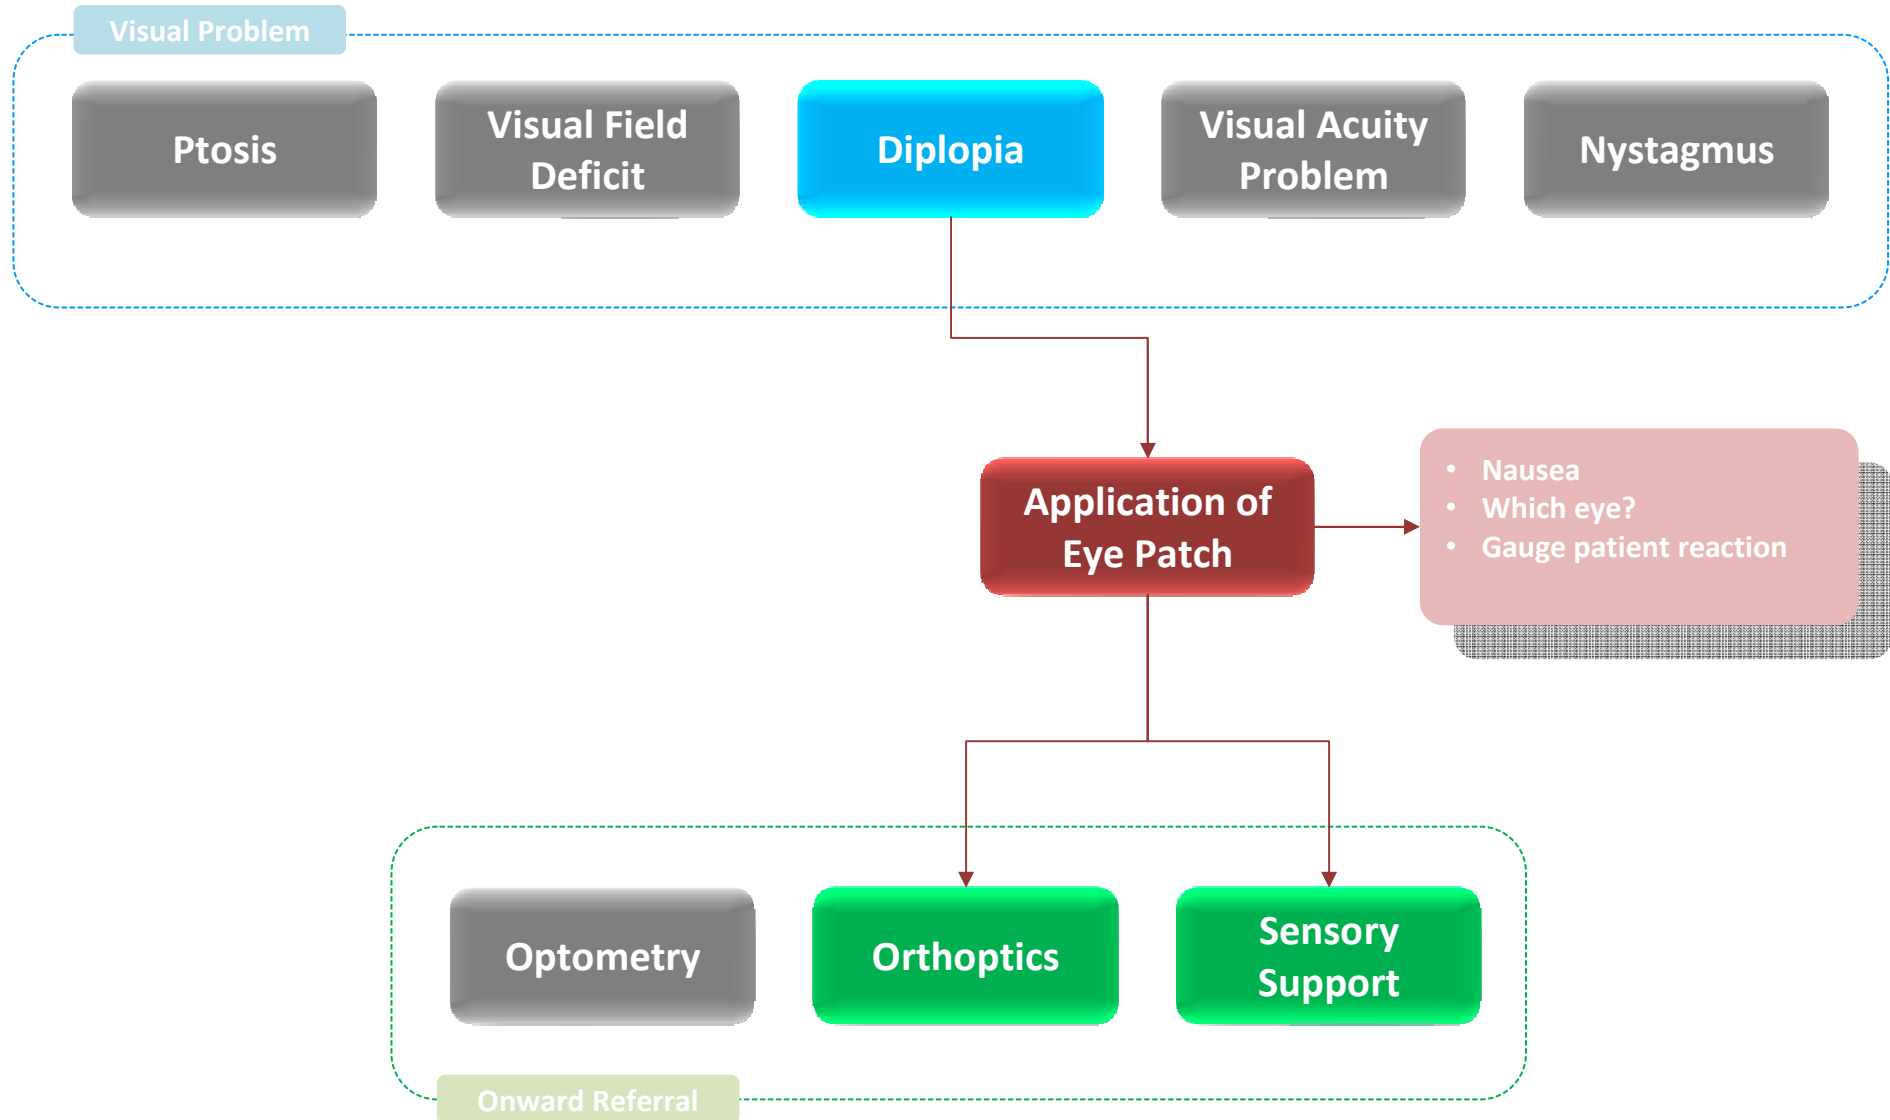 Visual Problem
Ptosis
Visual Field
Deficit
Diplopia
Visual Acuity
Problem
Nystagmus
Application of
Eye Patch
• Nausea
• Which eye?
• Gauge patient reaction
Optometry
Orthoptics
Sensory
Support
Onward Referral